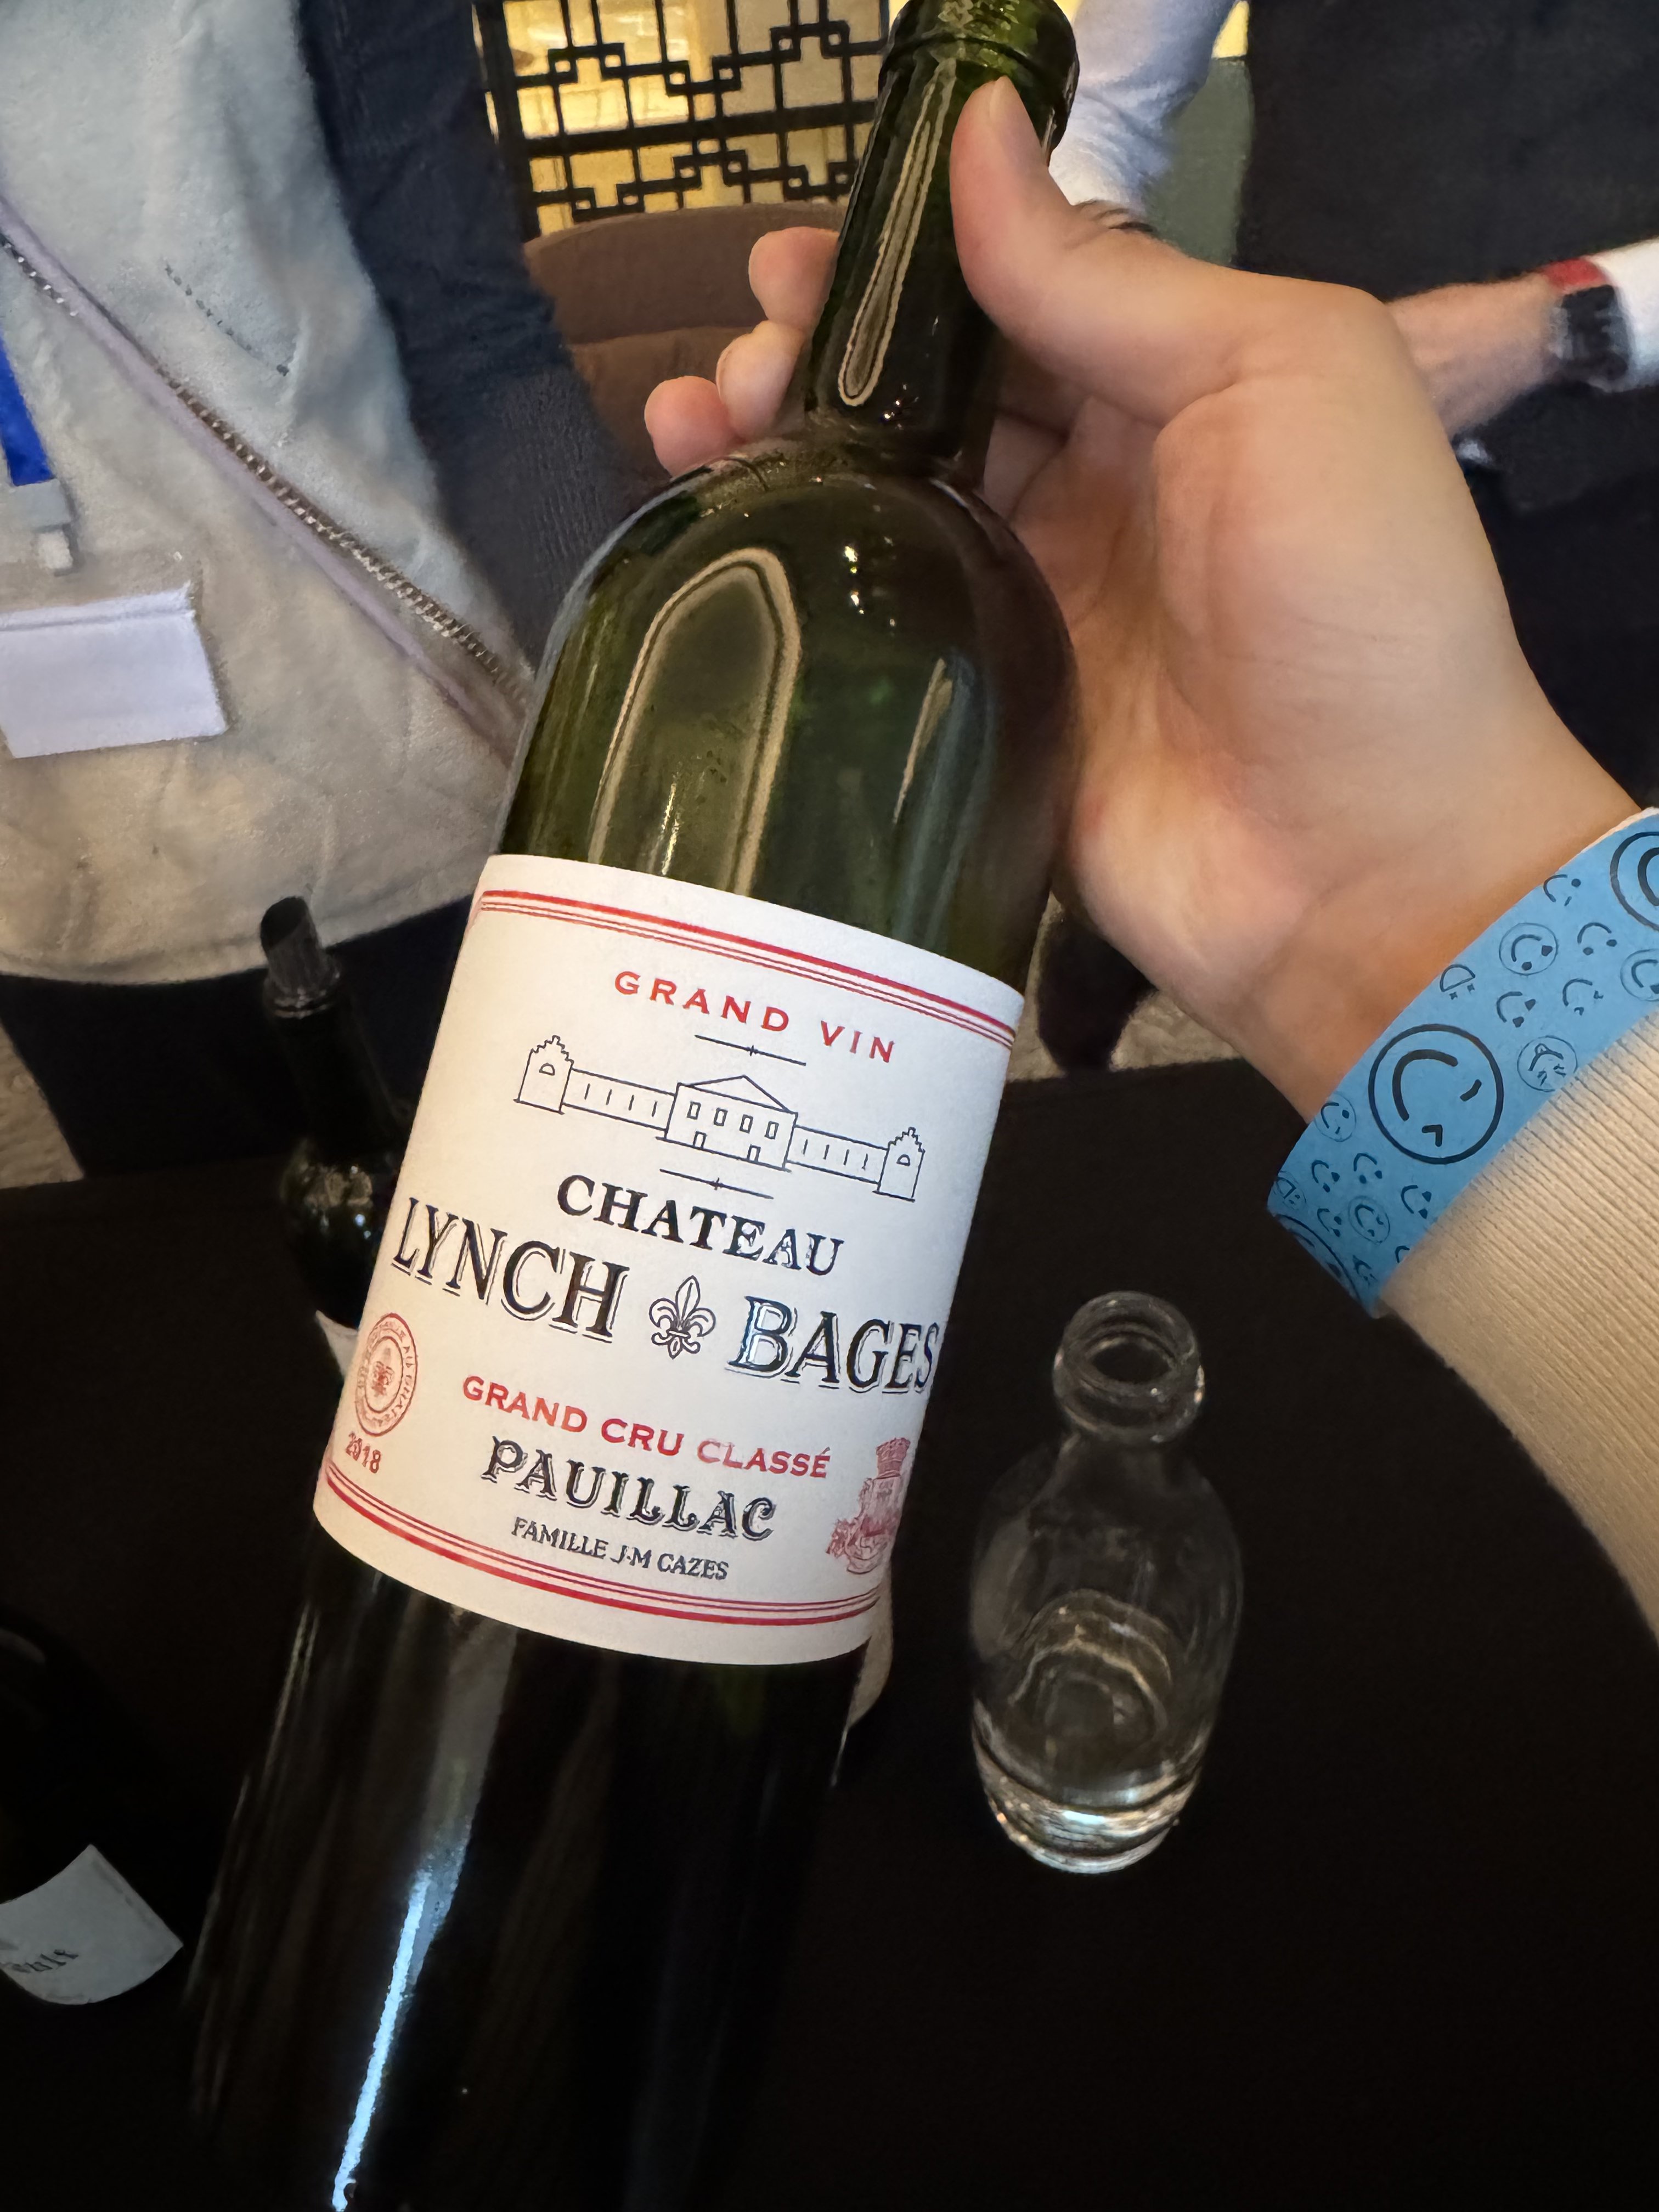 GRAND VIN
CHATEAU
LYNCH BAGES
GRAND CRU CLASSÉ
2018
PAUILLAC
FAMILLE J·M CAZES